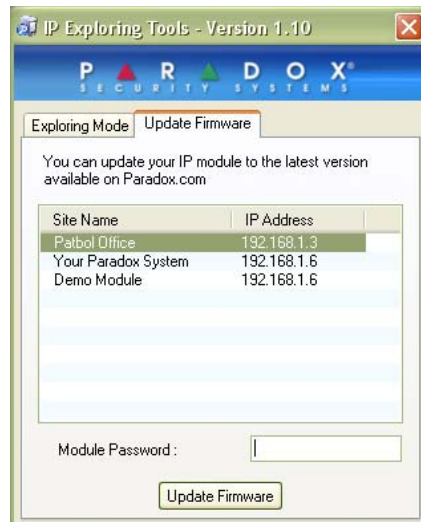 IP Exploring Tools - Version 1.10
PARADOX®
SECURITY SYSTEMS
Exploring Mode Update Firmware
You can update your IP module to the latest version
available on Paradox.com
Site Name IP Address
Patbol Office 192.168.1.3
Your Paradox System 192.168.1.6
Demo Module 192.168.1.6
Module Password :
Update Firmware